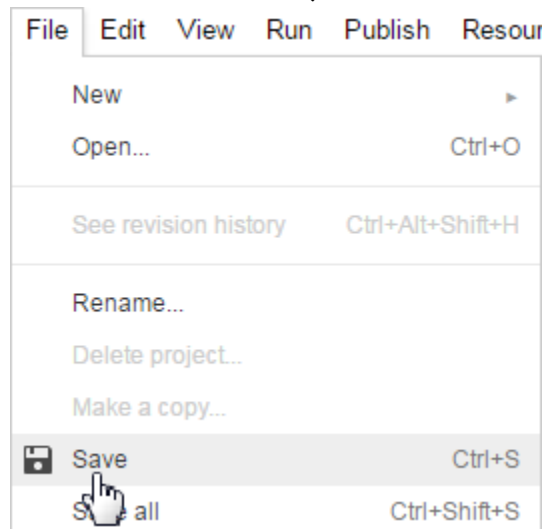 File Edit View Run Publish Resour
New ►
Open... Ctrl+O
See revision history Ctrl+Alt+Shift+H
Rename...
Delete project...
Make a copy...
Save Ctrl+S
Save all Ctrl+Shift+S